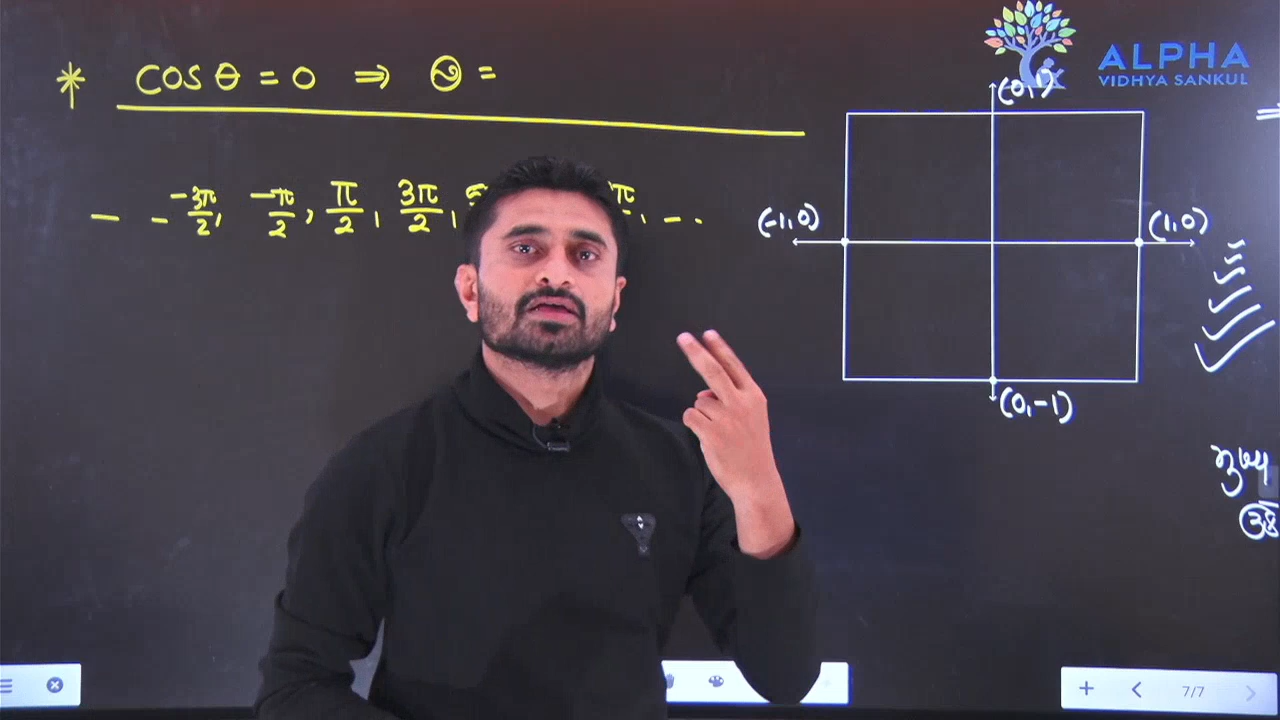 * COS θ = 0 ⇒ θ =
- - -3π/2, -π/2, π/2, 3π/2, π - - .
ALPHA
VIDHYA SANKUL
(0,1)
(-1,0)
(1,0)
(0,-1)
મુખ્ય
7/7